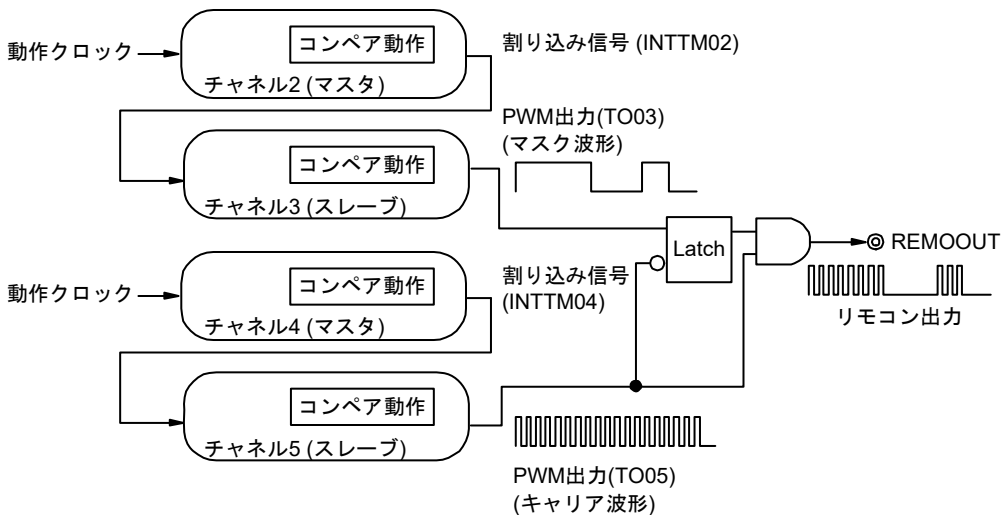 コンペア動作
割り込み信号 (INTTM02)
動作クロック
チャネル2 (マスタ)
PWM出力(TO03)
(マスク波形)
コンペア動作
チャネル3 (スレーブ)
Latch
REMOOUT
コンペア動作
割り込み信号
(INTTM04)
動作クロック
チャネル4 (マスタ)
リモコン出力
コンペア動作
チャネル5 (スレーブ)
PWM出力(TO05)
(キャリア波形)